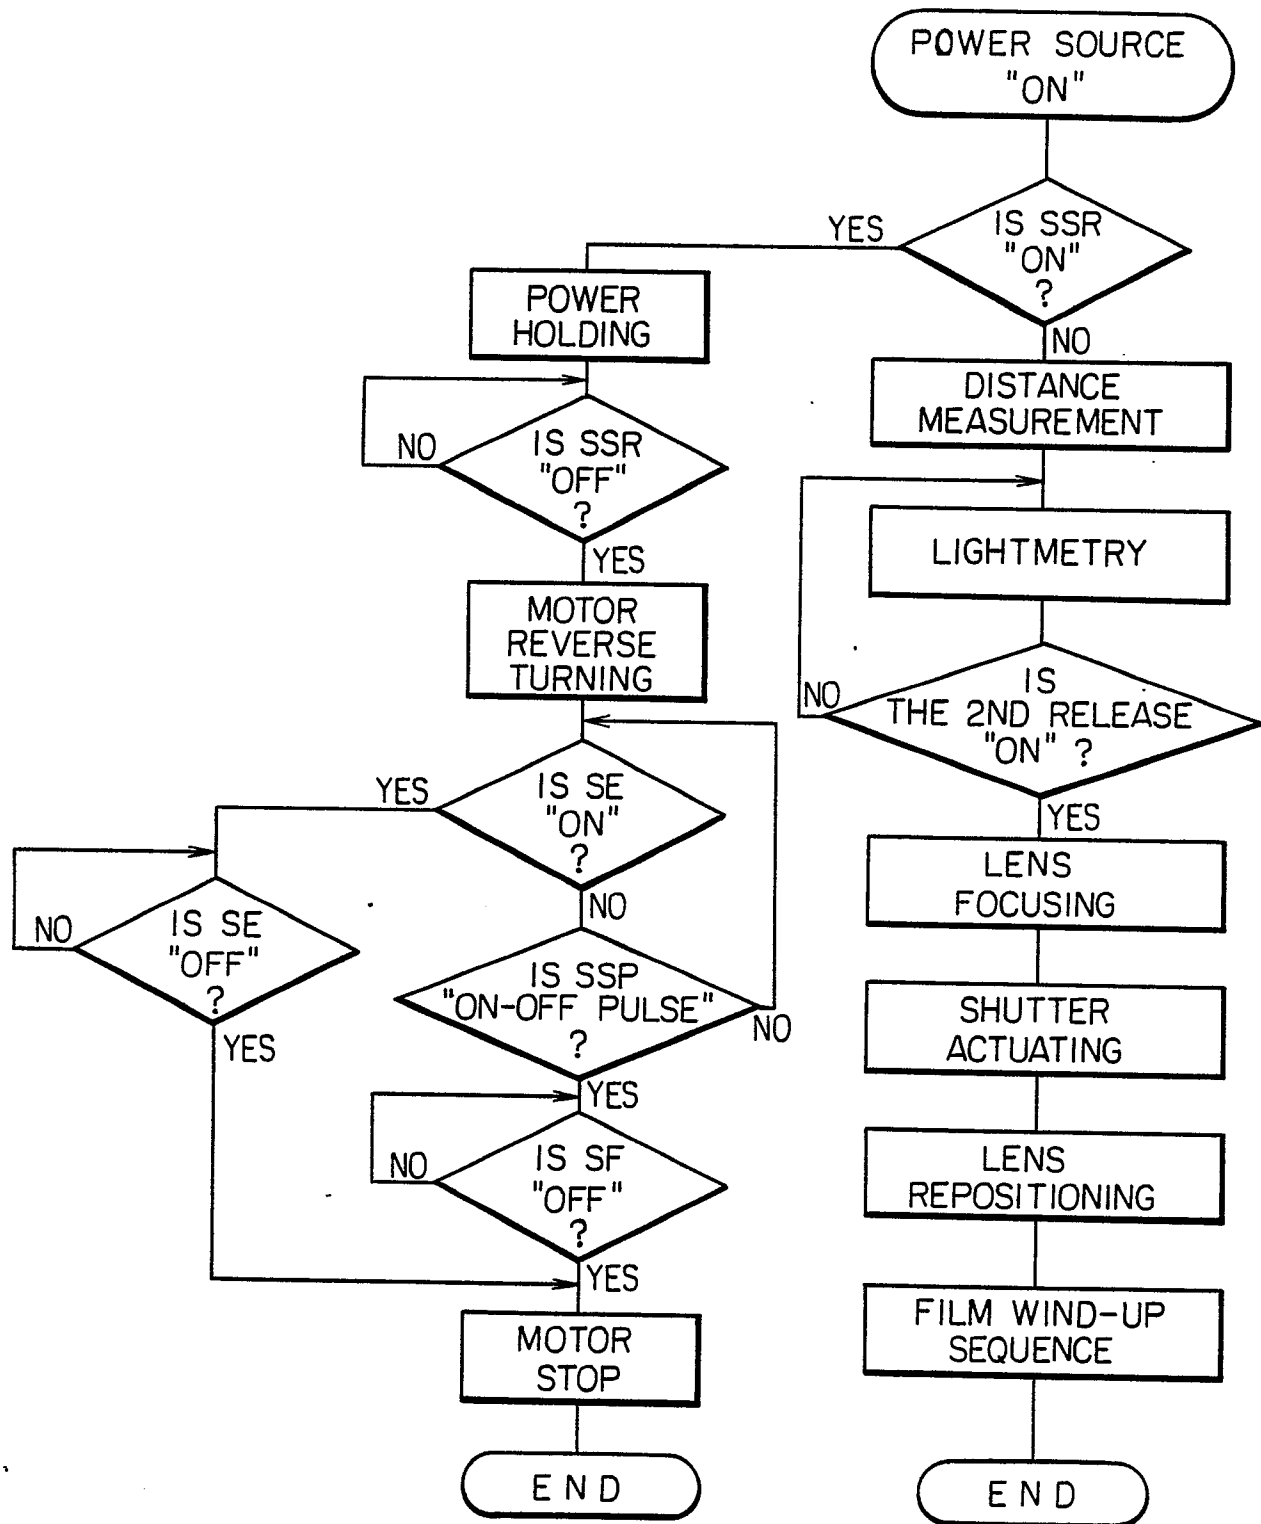 POWER SOURCE
"ON"
IS SSR
"ON"
?
YES
NO
POWER
HOLDING
IS SSR
"OFF"
?
NO
YES
MOTOR
REVERSE
TURNING
IS SE
"ON"
?
YES
NO
IS SE
"OFF"
?
NO
YES
IS SSP
"ON-OFF PULSE"
?
NO
YES
IS SF
"OFF"
?
NO
YES
MOTOR
STOP
END
DISTANCE
MEASUREMENT
LIGHTMETRY
IS
THE 2ND RELEASE
"ON" ?
NO
YES
LENS
FOCUSING
SHUTTER
ACTUATING
LENS
REPOSITIONING
FILM WIND-UP
SEQUENCE
END